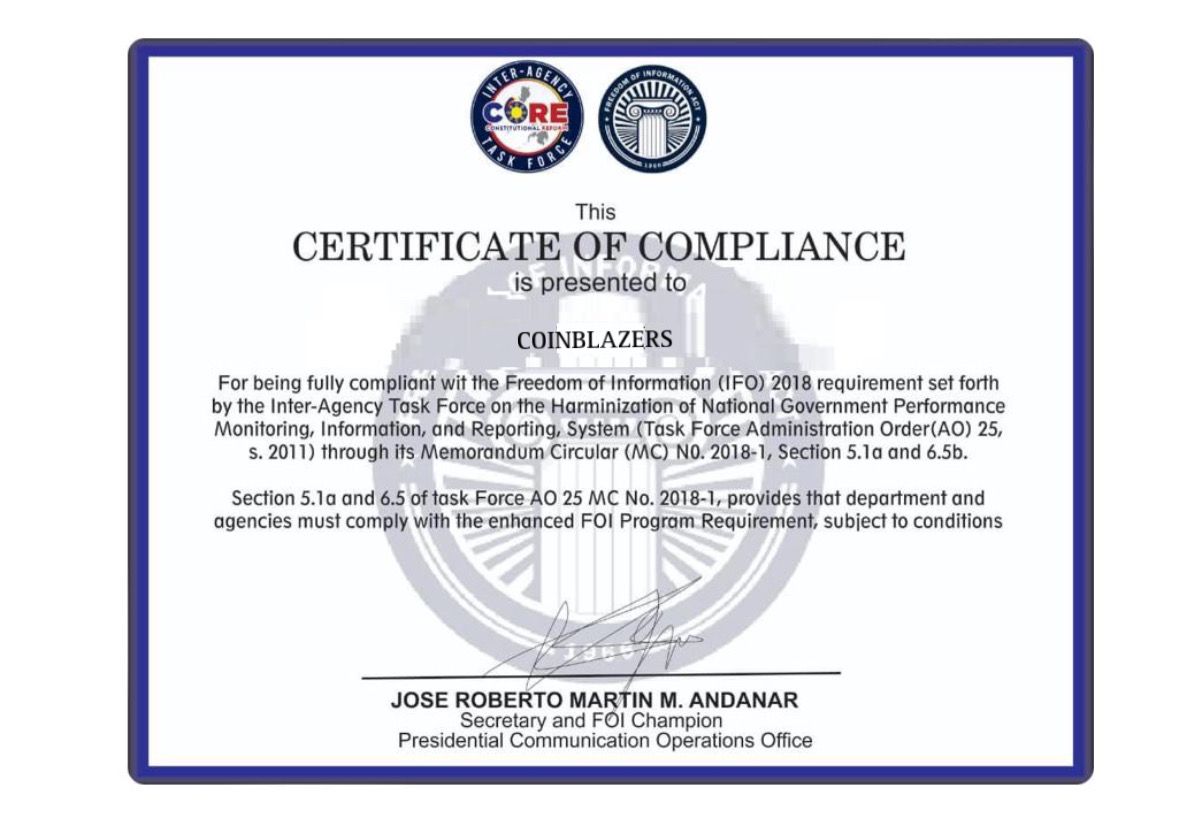 INTER-AGENCY
CORE
CONSTITUTIONAL REFORM
TASK FORCE
FREEDOM OF INFORMATION ACT
1966
This
CERTIFICATE OF COMPLIANCE
is presented to
OF INFORM
COINBLAZERS
For being fully compliant wit the Freedom of Information (IFO) 2018 requirement set forth
by the Inter-Agency Task Force on the Harminization of National Government Performance
Monitoring, Information, and Reporting, System (Task Force Administration Order(AO) 25,
s. 2011) through its Memorandum Circular (MC) N0. 2018-1, Section 5.1a and 6.5b.
Section 5.1a and 6.5 of task Force AO 25 MC No. 2018-1, provides that department and
agencies must comply with the enhanced FOI Program Requirement, subject to conditions
1966
JOSE ROBERTO MARTIN M. ANDANAR
Secretary and FOI Champion
Presidential Communication Operations Office